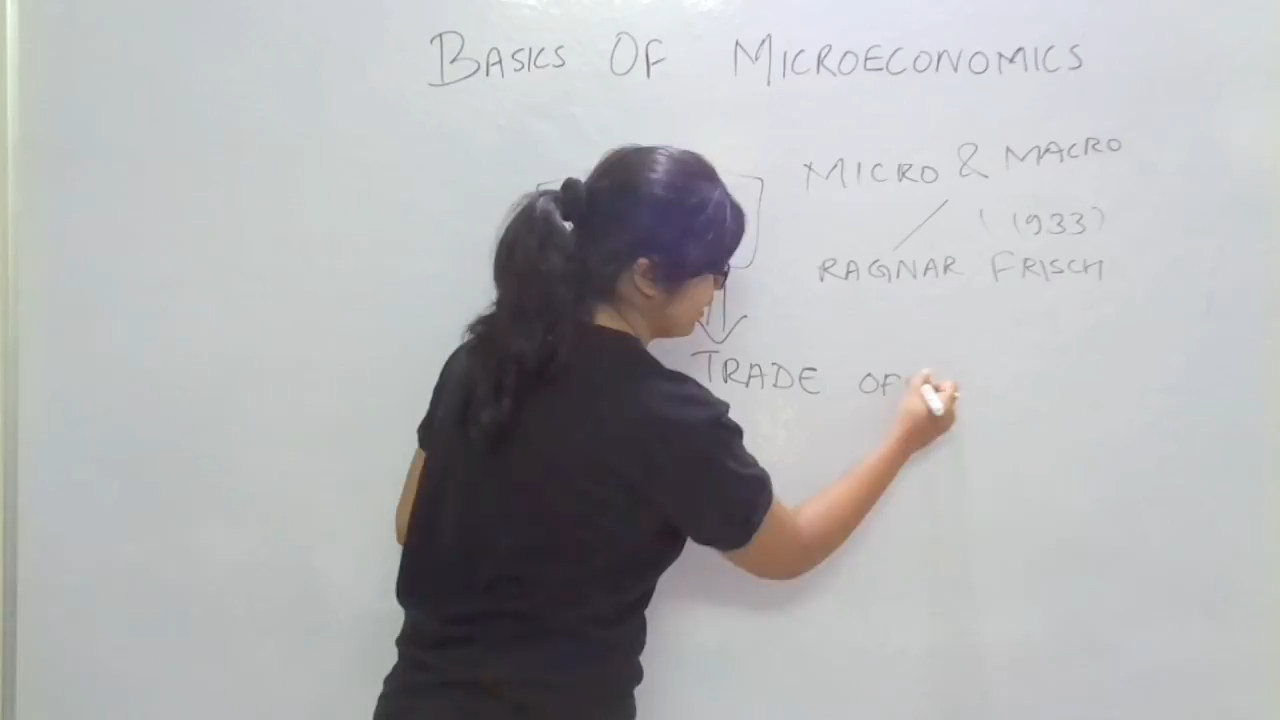 BASICS OF MICROECONOMICS
MICRO & MACRO
(1933)
RAGNAR FRISCH
TRADE OF